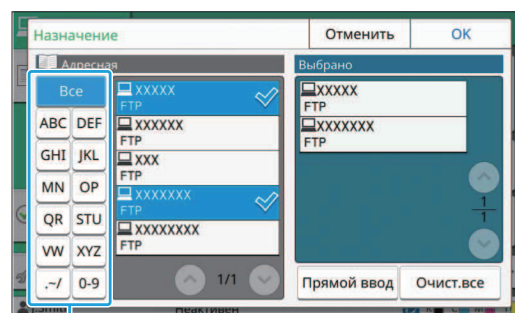 Назначение
Отменить
OK
Адресная
Выбрано
Все
ABC DEF
GHI JKL
MN OP
QR STU
VW XYZ
.~/ 0-9
XXXXX
FTP
XXXXXX
FTP
XXX
FTP
XXXXXXX
FTP
XXXXXXXX
FTP
1/1
XXXXX
FTP
XXXXXXX
FTP
1
1
Прямой ввод
Очист.все